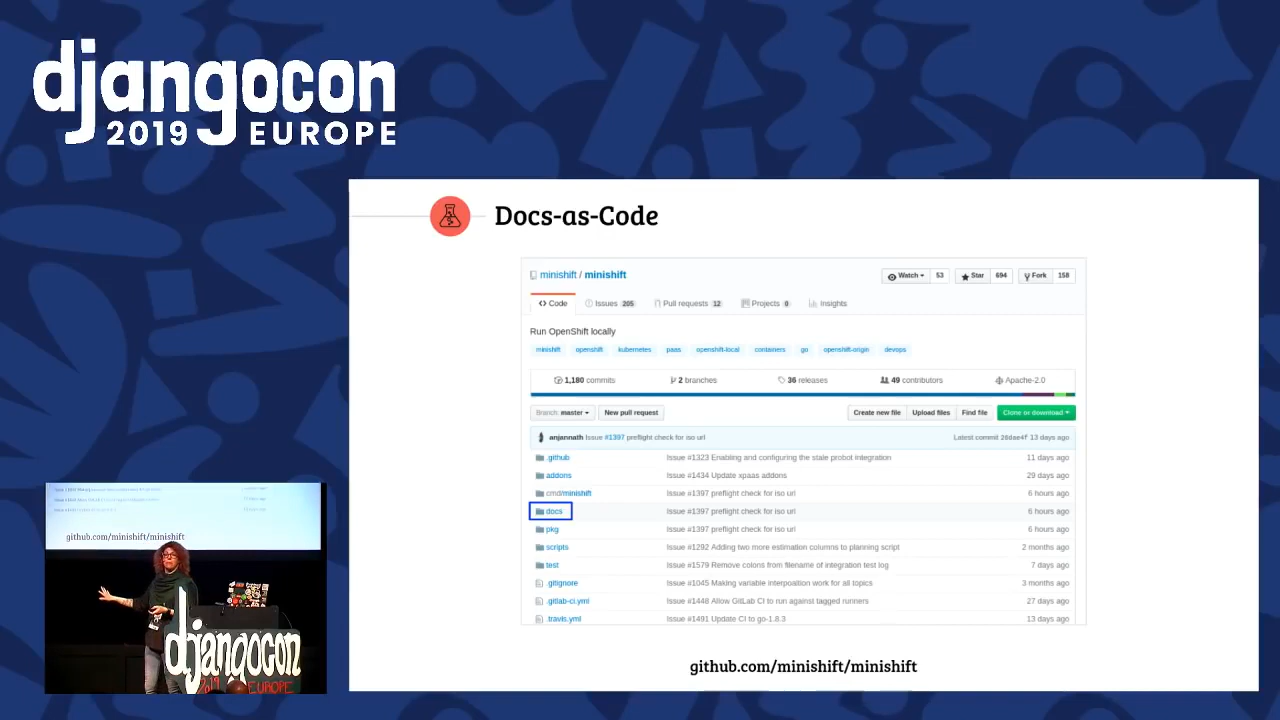 djangocon
2019 EUROPE
Docs-as-Code
minishift / minishift
Watch 53 Star 694 Fork 158
Code Issues 205 Pull requests 12 Projects 0 Insights
Run OpenShift locally
minishift openshift kubernetes paas openshift-local containers go openshift-origin devops
1,180 commits 2 branches 36 releases 49 contributors Apache-2.0
Branch: master New pull request Create new file Upload files Find file Clone or download
anjannath Issue #1397 preflight check for iso url Latest commit 26dae4f 13 days ago
.github Issue #1323 Enabling and configuring the stale probot integration 11 days ago
addons Issue #1434 Update xpaas addons 29 days ago
cmd/minishift Issue #1397 preflight check for iso url 6 hours ago
docs Issue #1397 preflight check for iso url 6 hours ago
pkg Issue #1397 preflight check for iso url 6 hours ago
scripts Issue #1292 Adding two more estimation columns to planning script 2 months ago
test Issue #1579 Remove colons from filename of integration test log 7 days ago
.gitignore Issue #1045 Making variable interpoaition work for all topics 3 months ago
.gitlab-ci.yml Issue #1448 Allow GitLab CI to run against tagged runners 27 days ago
.travis.yml Issue #1491 Update CI to go-1.8.3 13 days ago
github.com/minishift/minishift
github.com/minishift/minishift
djangocon
2019 EUROPE